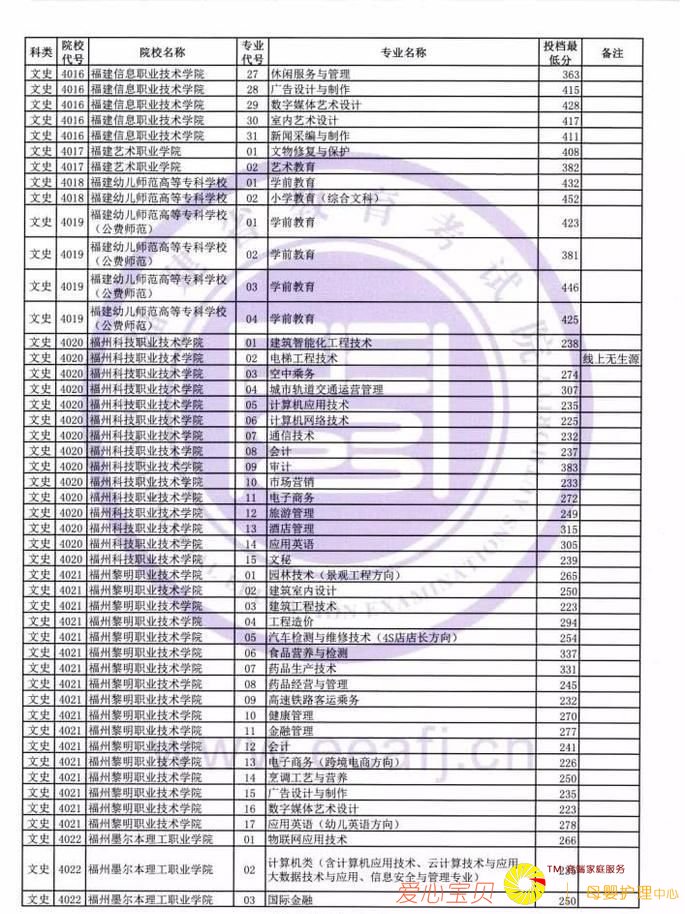 科类 院校代号 院校名称 专业代号 专业名称 投档最低分 备注
文史 4016 福建信息职业技术学院 27 休闲服务与管理 363
文史 4016 福建信息职业技术学院 28 广告设计与制作 415
文史 4016 福建信息职业技术学院 29 数字媒体艺术设计 428
文史 4016 福建信息职业技术学院 30 室内艺术设计 417
文史 4016 福建信息职业技术学院 31 新闻采编与制作 411
文史 4017 福建艺术职业学院 01 文物修复与保护 408
文史 4017 福建艺术职业学院 02 艺术教育 382
文史 4018 福建幼儿师范高等专科学校 01 学前教育 432
文史 4018 福建幼儿师范高等专科学校 02 小学教育（综合文科） 452
文史 4019 福建幼儿师范高等专科学校（公费师范） 01 学前教育 423
文史 4019 福建幼儿师范高等专科学校（公费师范） 02 学前教育 381
文史 4019 福建幼儿师范高等专科学校（公费师范） 03 学前教育 446
文史 4019 福建幼儿师范高等专科学校（公费师范） 04 学前教育 425
文史 4020 福州科技职业技术学院 01 建筑智能化工程技术 238
文史 4020 福州科技职业技术学院 02 电梯工程技术 线上无生源
文史 4020 福州科技职业技术学院 03 空中乘务 274
文史 4020 福州科技职业技术学院 04 城市轨道交通运营管理 307
文史 4020 福州科技职业技术学院 05 计算机应用技术 235
文史 4020 福州科技职业技术学院 06 计算机网络技术 225
文史 4020 福州科技职业技术学院 07 通信技术 232
文史 4020 福州科技职业技术学院 08 会计 237
文史 4020 福州科技职业技术学院 09 审计 383
文史 4020 福州科技职业技术学院 10 市场营销 233
文史 4020 福州科技职业技术学院 11 电子商务 272
文史 4020 福州科技职业技术学院 12 旅游管理 249
文史 4020 福州科技职业技术学院 13 酒店管理 315
文史 4020 福州科技职业技术学院 14 应用英语 305
文史 4020 福州科技职业技术学院 15 文秘 239
文史 4021 福州黎明职业技术学院 01 园林技术（景观工程方向） 265
文史 4021 福州黎明职业技术学院 02 建筑室内设计 250
文史 4021 福州黎明职业技术学院 03 建筑工程技术 223
文史 4021 福州黎明职业技术学院 04 工程造价 294
文史 4021 福州黎明职业技术学院 05 汽车检测与维修技术（4S店店长方向） 254
文史 4021 福州黎明职业技术学院 06 食品营养与检测 337
文史 4021 福州黎明职业技术学院 07 药品生产技术 331
文史 4021 福州黎明职业技术学院 08 药品经营与管理 245
文史 4021 福州黎明职业技术学院 09 高速铁路客运乘务 232
文史 4021 福州黎明职业技术学院 10 健康管理 270
文史 4021 福州黎明职业技术学院 11 金融管理 277
文史 4021 福州黎明职业技术学院 12 会计 241
文史 4021 福州黎明职业技术学院 13 电子商务（跨境电商方向） 226
文史 4021 福州黎明职业技术学院 14 烹调工艺与营养 250
文史 4021 福州黎明职业技术学院 15 广告设计与制作 235
文史 4021 福州黎明职业技术学院 16 数字媒体艺术设计 223
文史 4021 福州黎明职业技术学院 17 应用英语（幼儿英语方向） 278
文史 4022 福州墨尔本理工职业学院 01 物联网应用技术 266
文史 4022 福州墨尔本理工职业学院 02 计算机类（含计算机应用技术、云计算技术与应用、
大数据技术与应用、信息安全与管理专业）
文史 4022 福州墨尔本理工职业学院 03 国际金融 250
爱心宝贝
家庭服务
母婴护理中心